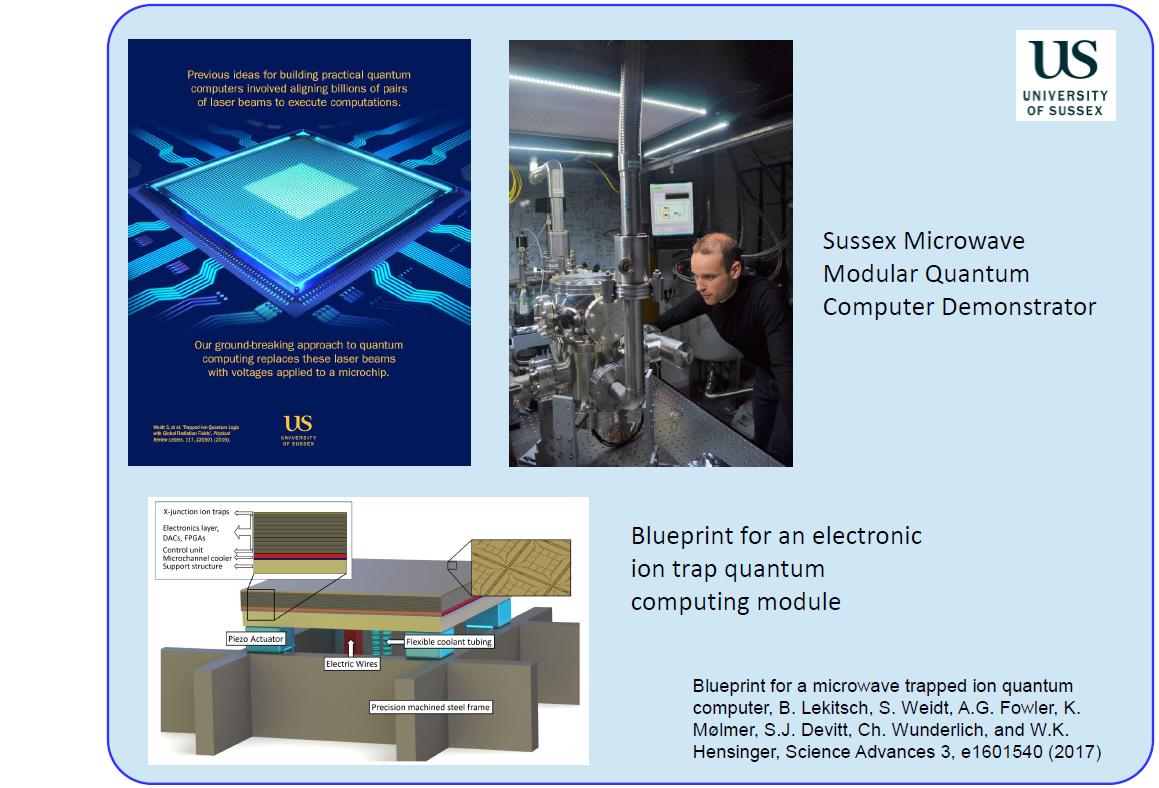 Previous ideas for building practical quantum
computers involved aligning billions of pairs
of laser beams to execute computations.
Our ground-breaking approach to quantum
computing replaces these laser beams
with voltages applied to a microchip.
Weidt S, et al. 'Trapped-Ion Quantum Logic
with Global Radiation Fields', Physical
Review Letters, 117, 220501 (2016).
US
UNIVERSITY
OF SUSSEX
US
UNIVERSITY
OF SUSSEX
Sussex Microwave
Modular Quantum
Computer Demonstrator
X-junction ion traps
Electronics layer,
DACs, FPGAs
Control unit
Microchannel cooler
Support structure
Piezo Actuator
Flexible coolant tubing
Electric Wires
Precision machined steel frame
Blueprint for an electronic
ion trap quantum
computing module
Blueprint for a microwave trapped ion quantum
computer, B. Lekitsch, S. Weidt, A.G. Fowler, K.
Mølmer, S.J. Devitt, Ch. Wunderlich, and W.K.
Hensinger, Science Advances 3, e1601540 (2017)